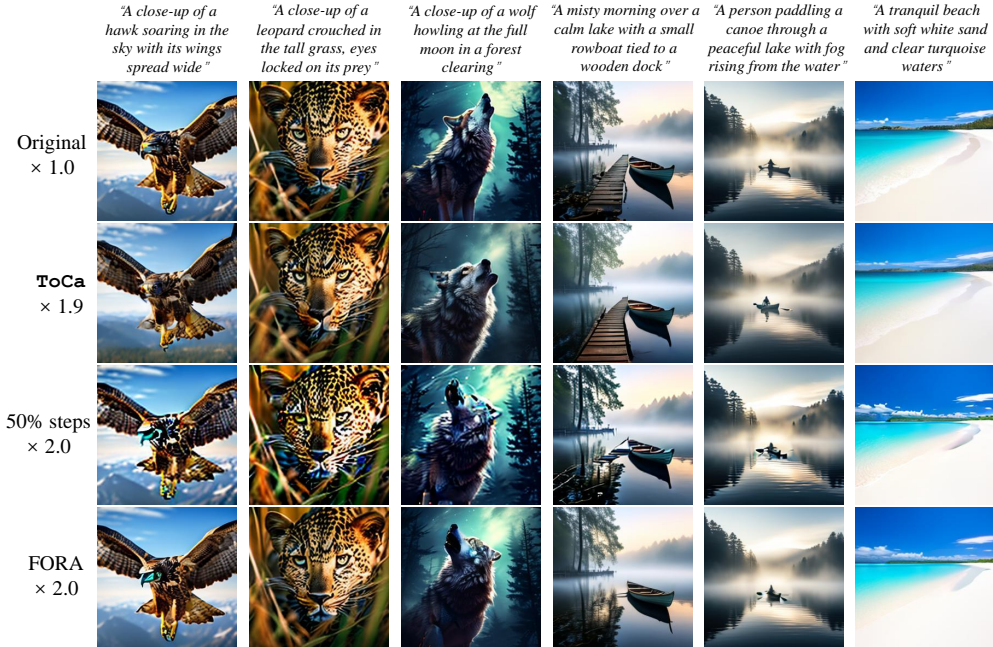 "A close-up of a
hawk soaring in the
sky with its wings
spread wide"
"A close-up of a
leopard crouched in
the tall grass, eyes
locked on its prey"
"A close-up of a wolf
howling at the full
moon in a forest
clearing"
"A misty morning over a
calm lake with a small
rowboat tied to a
wooden dock"
"A person paddling a
canoe through a
peaceful lake with fog
rising from the water"
"A tranquil beach
with soft white sand
and clear turquoise
waters"
Original
× 1.0
ToCa
× 1.9
50% steps
× 2.0
FORA
× 2.0